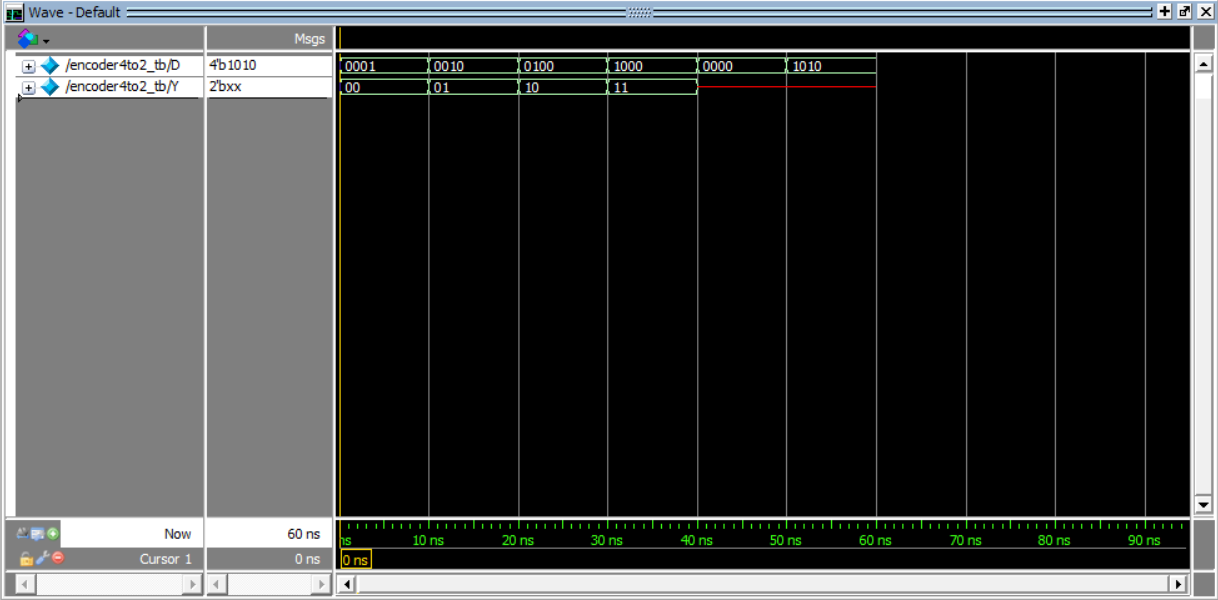 Wave - Default
Msgs
/encoder4to2_tb/D 4'b1010 0001 0010 0100 1000 0000 1010
/encoder4to2_tb/Y 2'bxx 00 01 10 11
Now 60 ns ns 10 ns 20 ns 30 ns 40 ns 50 ns 60 ns 70 ns 80 ns 90 ns
Cursor 1 0 ns 0 ns